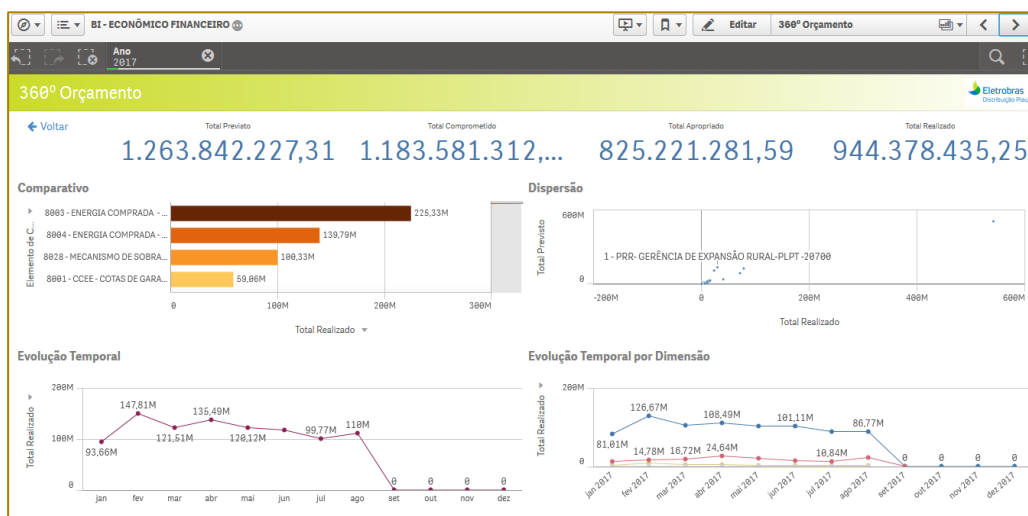 BI - ECONÔMICO FINANCEIRO
Editar
360º Orçamento
Ano
2017
360º Orçamento
Eletrobras
Distribuição Piauí
Voltar
Total Previsto
1.263.842.227,31
Total Comprometido
1.183.581.312,...
Total Apropriado
825.221.281,59
Total Realizado
944.378.435,25
Comparativo
Elemento de C...
8003 - ENERGIA COMPRADA - ...
225,33M
8004 - ENERGIA COMPRADA - ...
139,79M
8028 - MECANISMO DE SOBRA...
100,33M
8001 - CCEE - COTAS DE GARA...
59,06M
0
100M
200M
300M
Total Realizado
Dispersão
Total Previsto
600M
0
1 - PRR- GERÊNCIA DE EXPANSÃO RURAL-PLPT -20700
-200M
0
200M
400M
600M
Total Realizado
Evolução Temporal
Total Realizado
200M
100M
0
93,66M
147,81M
121,51M
135,49M
120,12M
99,77M
110M
0
0
0
0
jan
fev
mar
abr
mai
jun
jul
ago
set
out
nov
dez
Evolução Temporal por Dimensão
Total Realizado
200M
0
81,01M
126,67M
108,49M
101,11M
86,77M
14,78M
16,72M
24,64M
10,84M
0
0
0
0
jan 2017
fev 2017
mar 2017
abr 2017
mai 2017
jun 2017
jul 2017
ago 2017
set 2017
out 2017
nov 2017
dez 2017